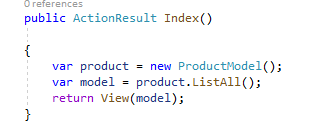 0 references
public ActionResult Index()
{
var product = new ProductModel();
var model = product.ListAll();
return View(model);
}